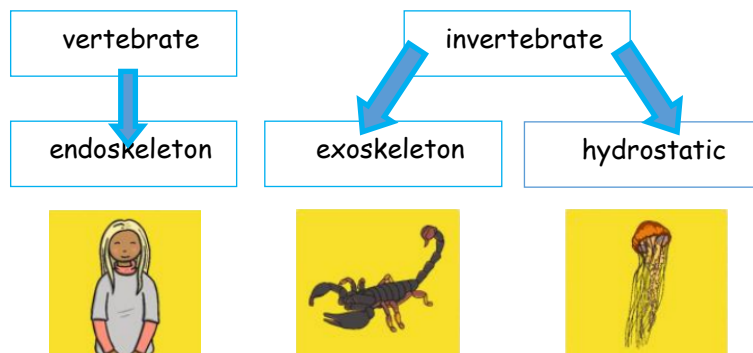 vertebrate
invertebrate
endoskeleton
exoskeleton
hydrostatic